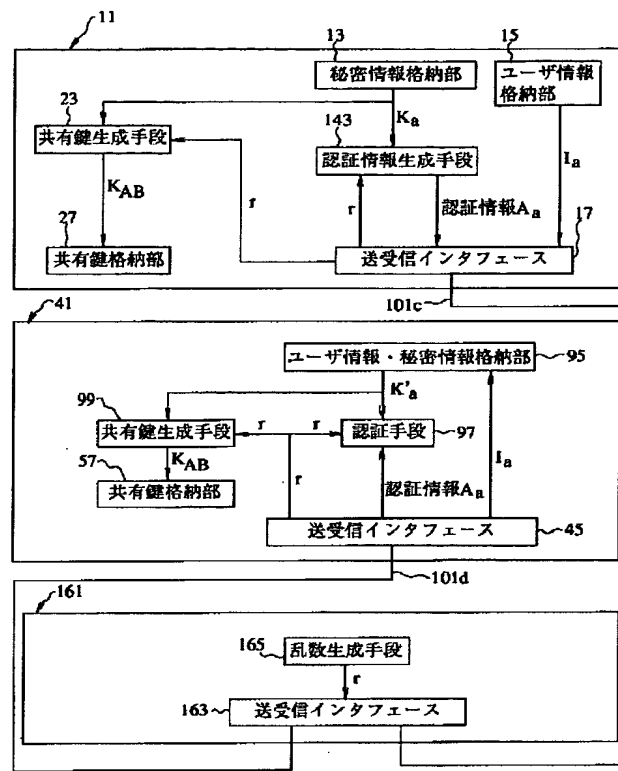 11
13
15
秘密情報格納部
ユーザ情報
格納部
23
共有鍵生成手段
Ka
143
認証情報生成手段
Ia
KAB
r
r
認証情報Aa
17
27
共有鍵格納部
送受信インタフェース
101c
41
ユーザ情報・秘密情報格納部
95
K'a
99
共有鍵生成手段
r
r
認証手段
97
57
KAB
Ia
共有鍵格納部
r
認証情報Aa
送受信インタフェース
45
101d
161
165
乱数生成手段
r
163
送受信インタフェース